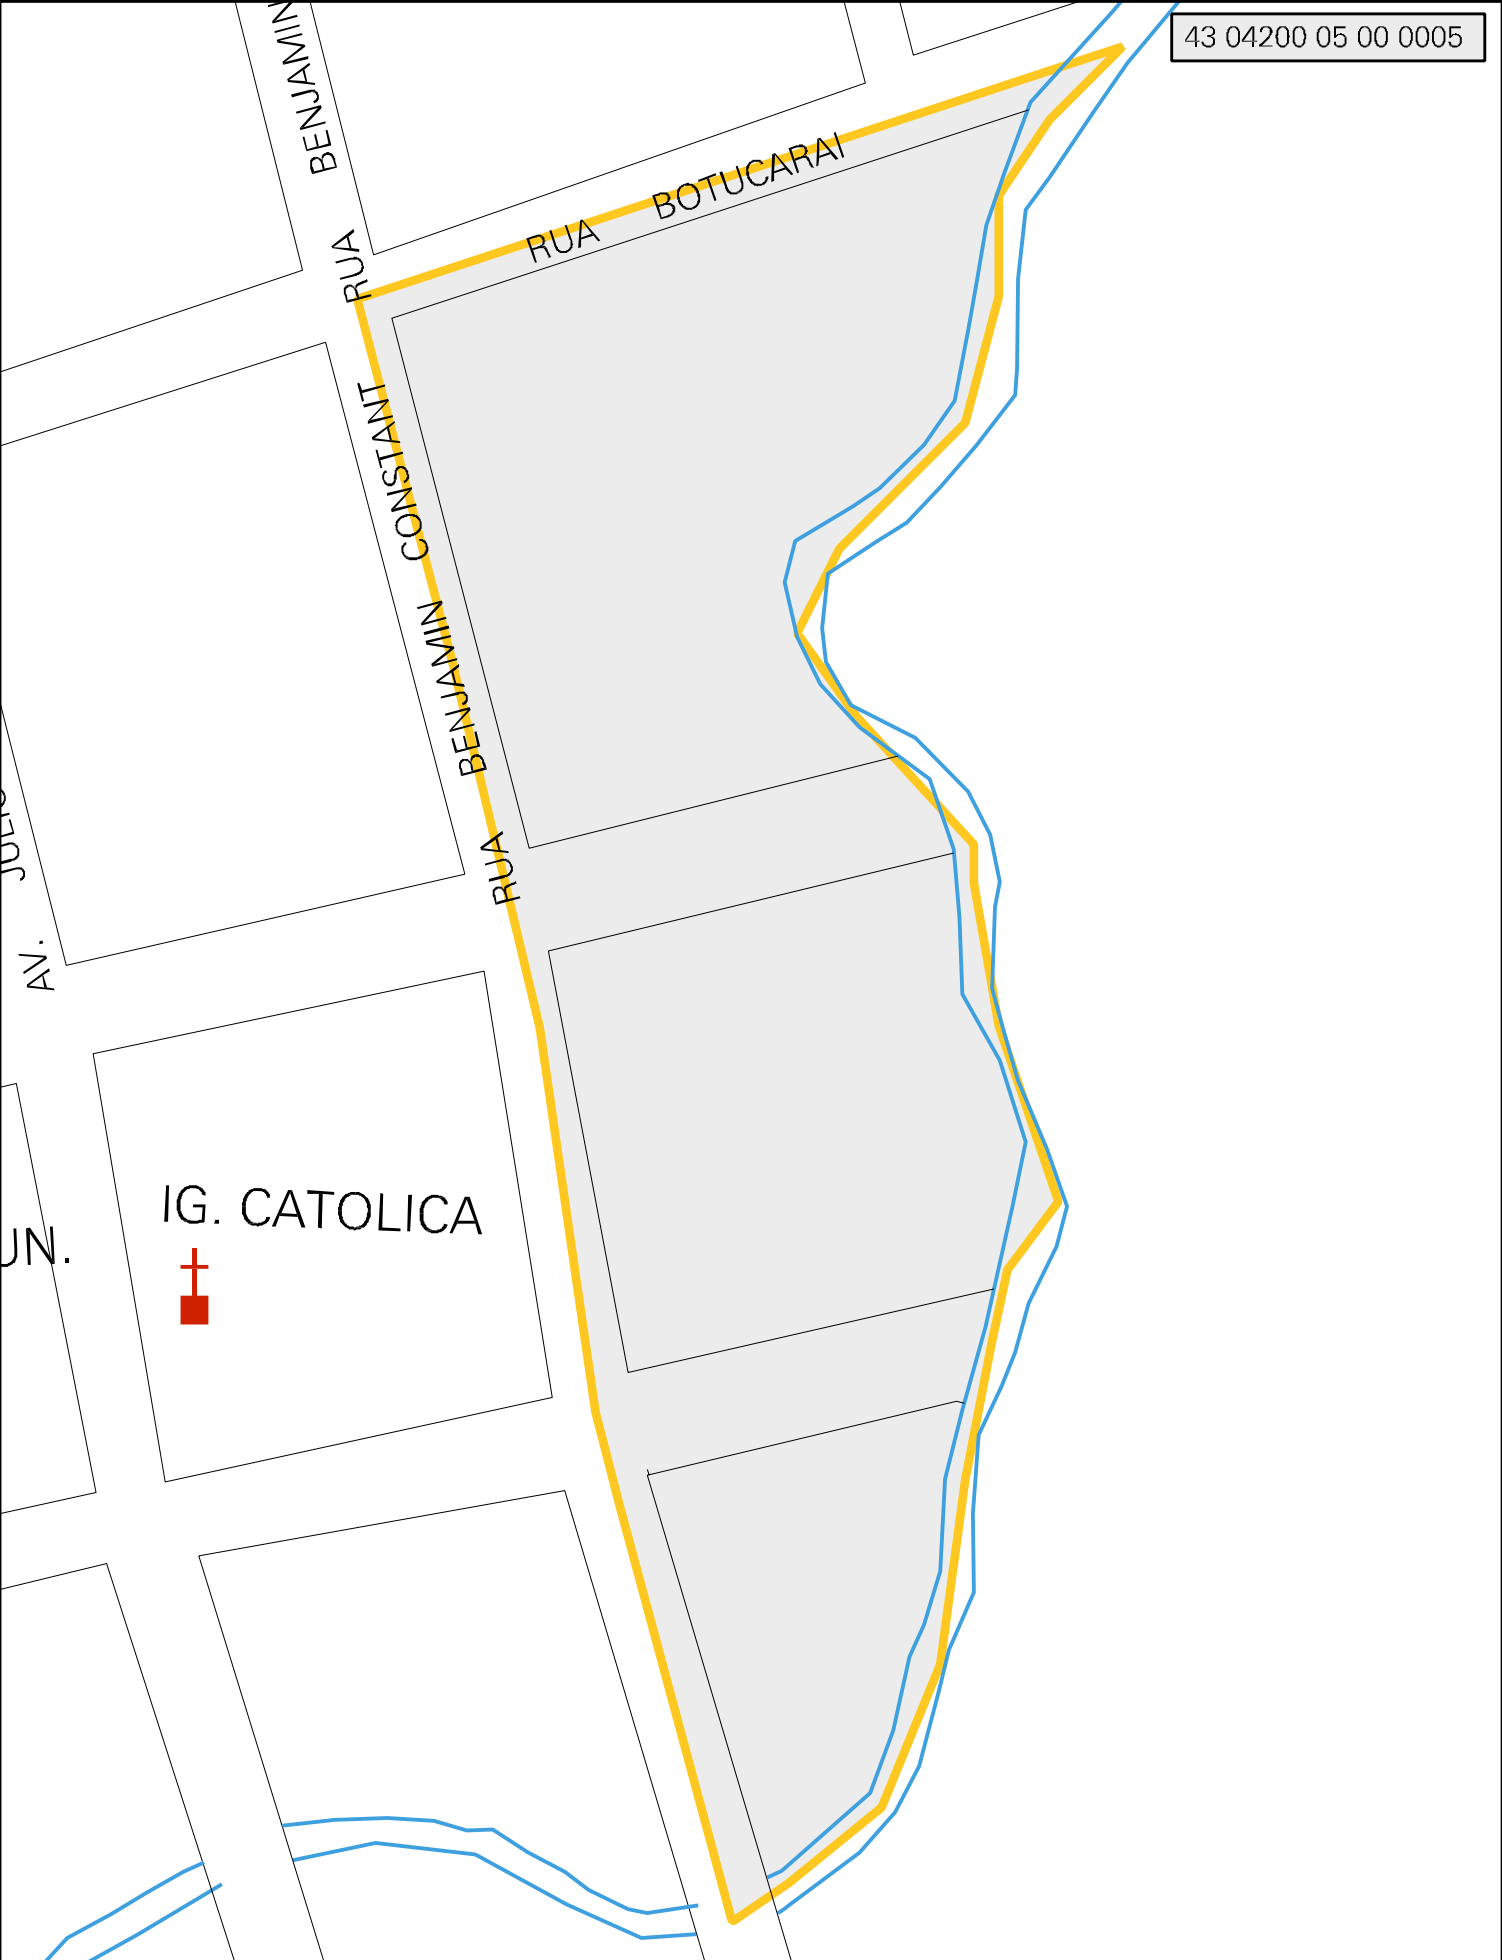 43 04200 05 00 0005
RUA BENJAMIN
RUA BOTUCARAI
RUA BENJAMIN CONSTANT
AV.
IG. CATOLICA
UN.